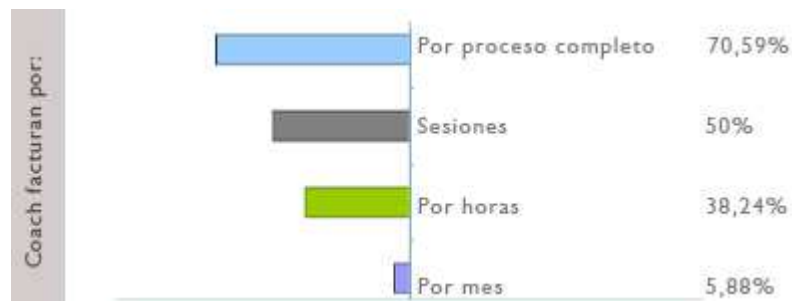 Coach facturan por:
Por proceso completo 70,59%
Sesiones 50%
Por horas 38,24%
Por mes 5,88%